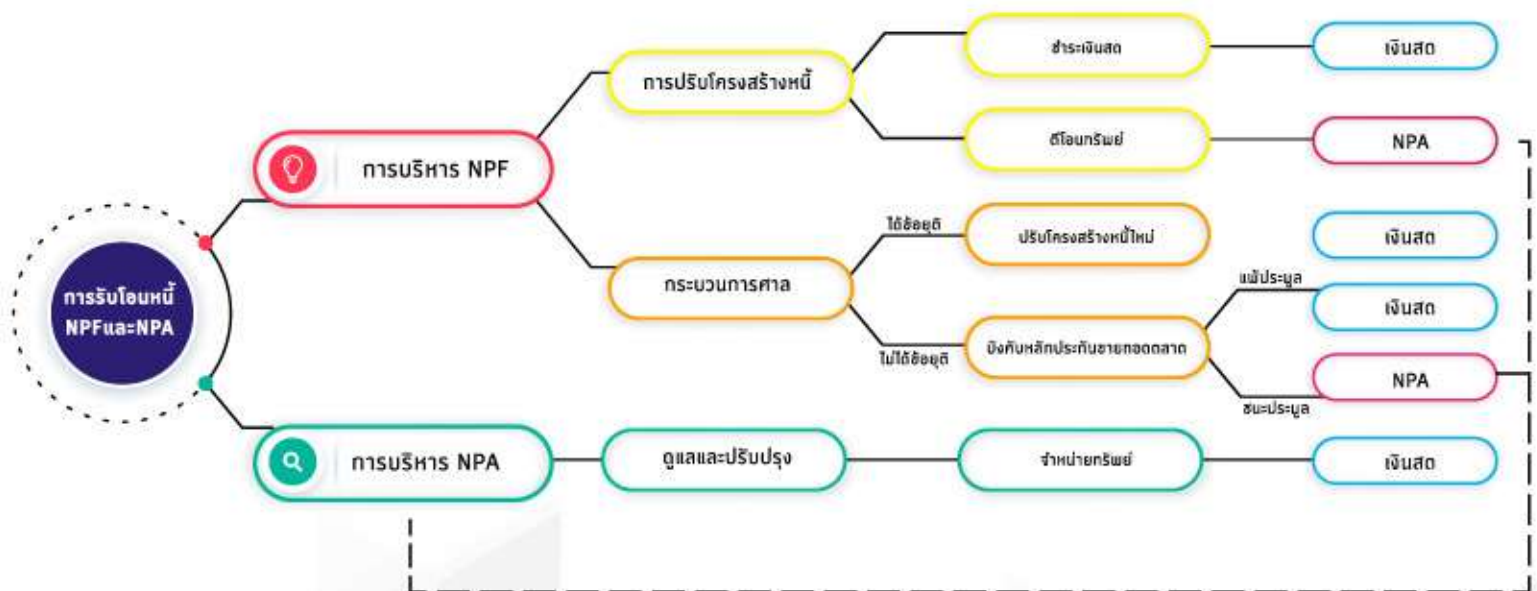 การรับโอนหนี้
NPFและNPA
การบริหาร NPF
การปรับโครงสร้างหนี้
ชำระเงินสด
เงินสด
ตีโอนทรัพย์
NPA
กระบวนการศาล
ได้ข้อยุติ
ปรับโครงสร้างหนี้ใหม่
เงินสด
ไม่ได้ข้อยุติ
บังคับหลักประกันขายทอดตลาด
แพ้ประมูล
เงินสด
ชนะประมูล
NPA
การบริหาร NPA
ดูแลและปรับปรุง
จำหน่ายทรัพย์
เงินสด